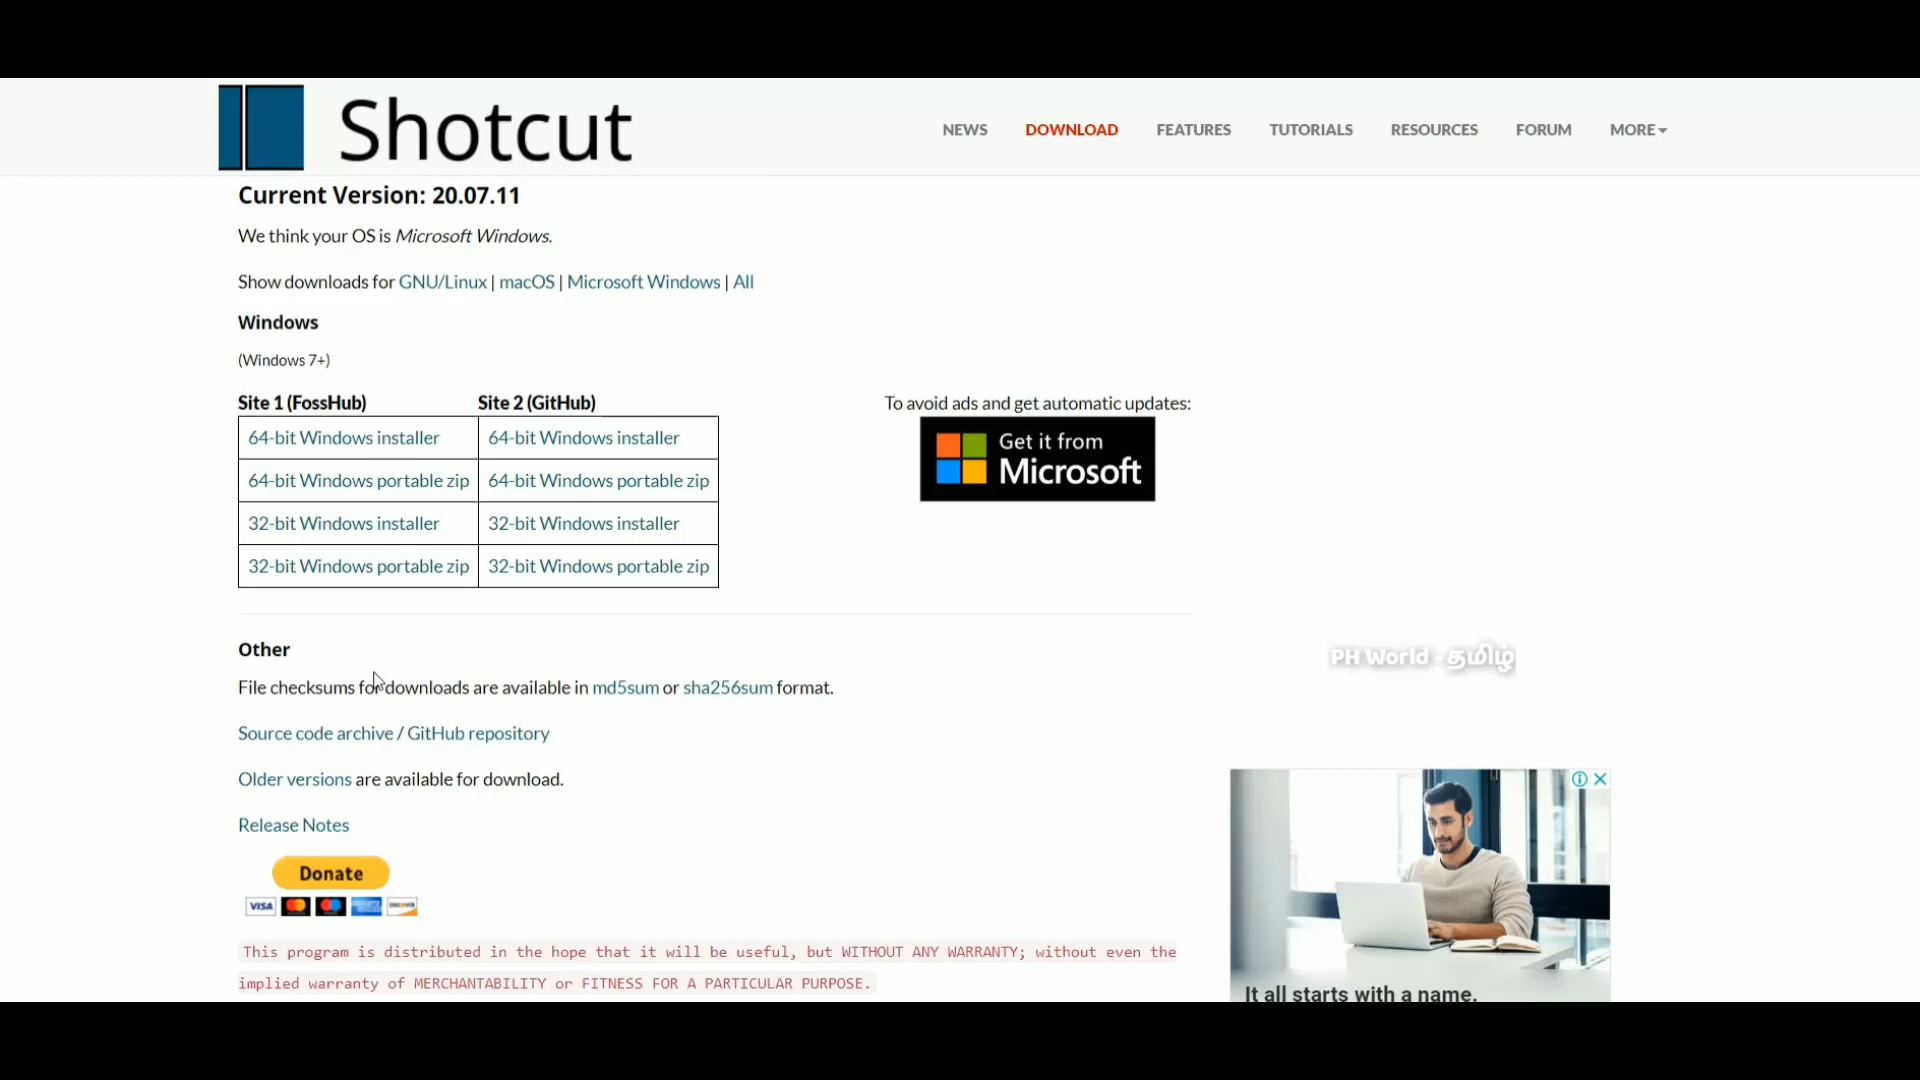 Shotcut
NEWS DOWNLOAD FEATURES TUTORIALS RESOURCES FORUM MORE
Current Version: 20.07.11
We think your OS is Microsoft Windows.
Show downloads for GNU/Linux | macOS | Microsoft Windows | All
Windows
(Windows 7+)
Site 1 (FossHub) Site 2 (GitHub)
64-bit Windows installer 64-bit Windows installer
64-bit Windows portable zip 64-bit Windows portable zip
32-bit Windows installer 32-bit Windows installer
32-bit Windows portable zip 32-bit Windows portable zip
To avoid ads and get automatic updates:
Get it from
Microsoft
Other
File checksums for downloads are available in md5sum or sha256sum format.
Source code archive / GitHub repository
Older versions are available for download.
Release Notes
Donate
VISA
DISCOVER
This program is distributed in the hope that it will be useful, but WITHOUT ANY WARRANTY; without even the
implied warranty of MERCHANTABILITY or FITNESS FOR A PARTICULAR PURPOSE.
PH World - தமிழ்
It all starts with a name.